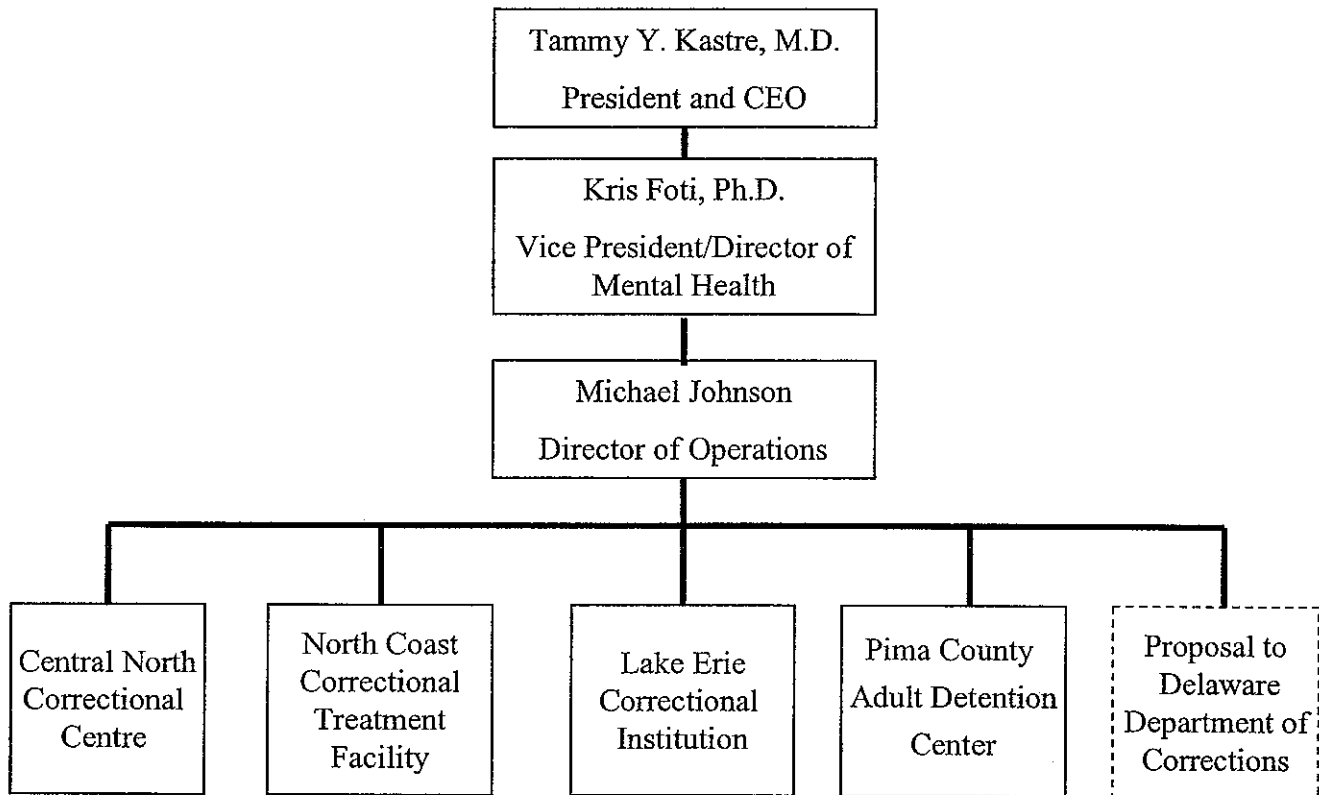 Tammy Y. Kastre, M.D.
President and CEO
Kris Foti, Ph.D.
Vice President/Director of
Mental Health
Michael Johnson
Director of Operations
Central North
Correctional
Centre
North Coast
Correctional
Treatment
Facility
Lake Erie
Correctional
Institution
Pima County
Adult Detention
Center
Proposal to
Delaware
Department of
Corrections